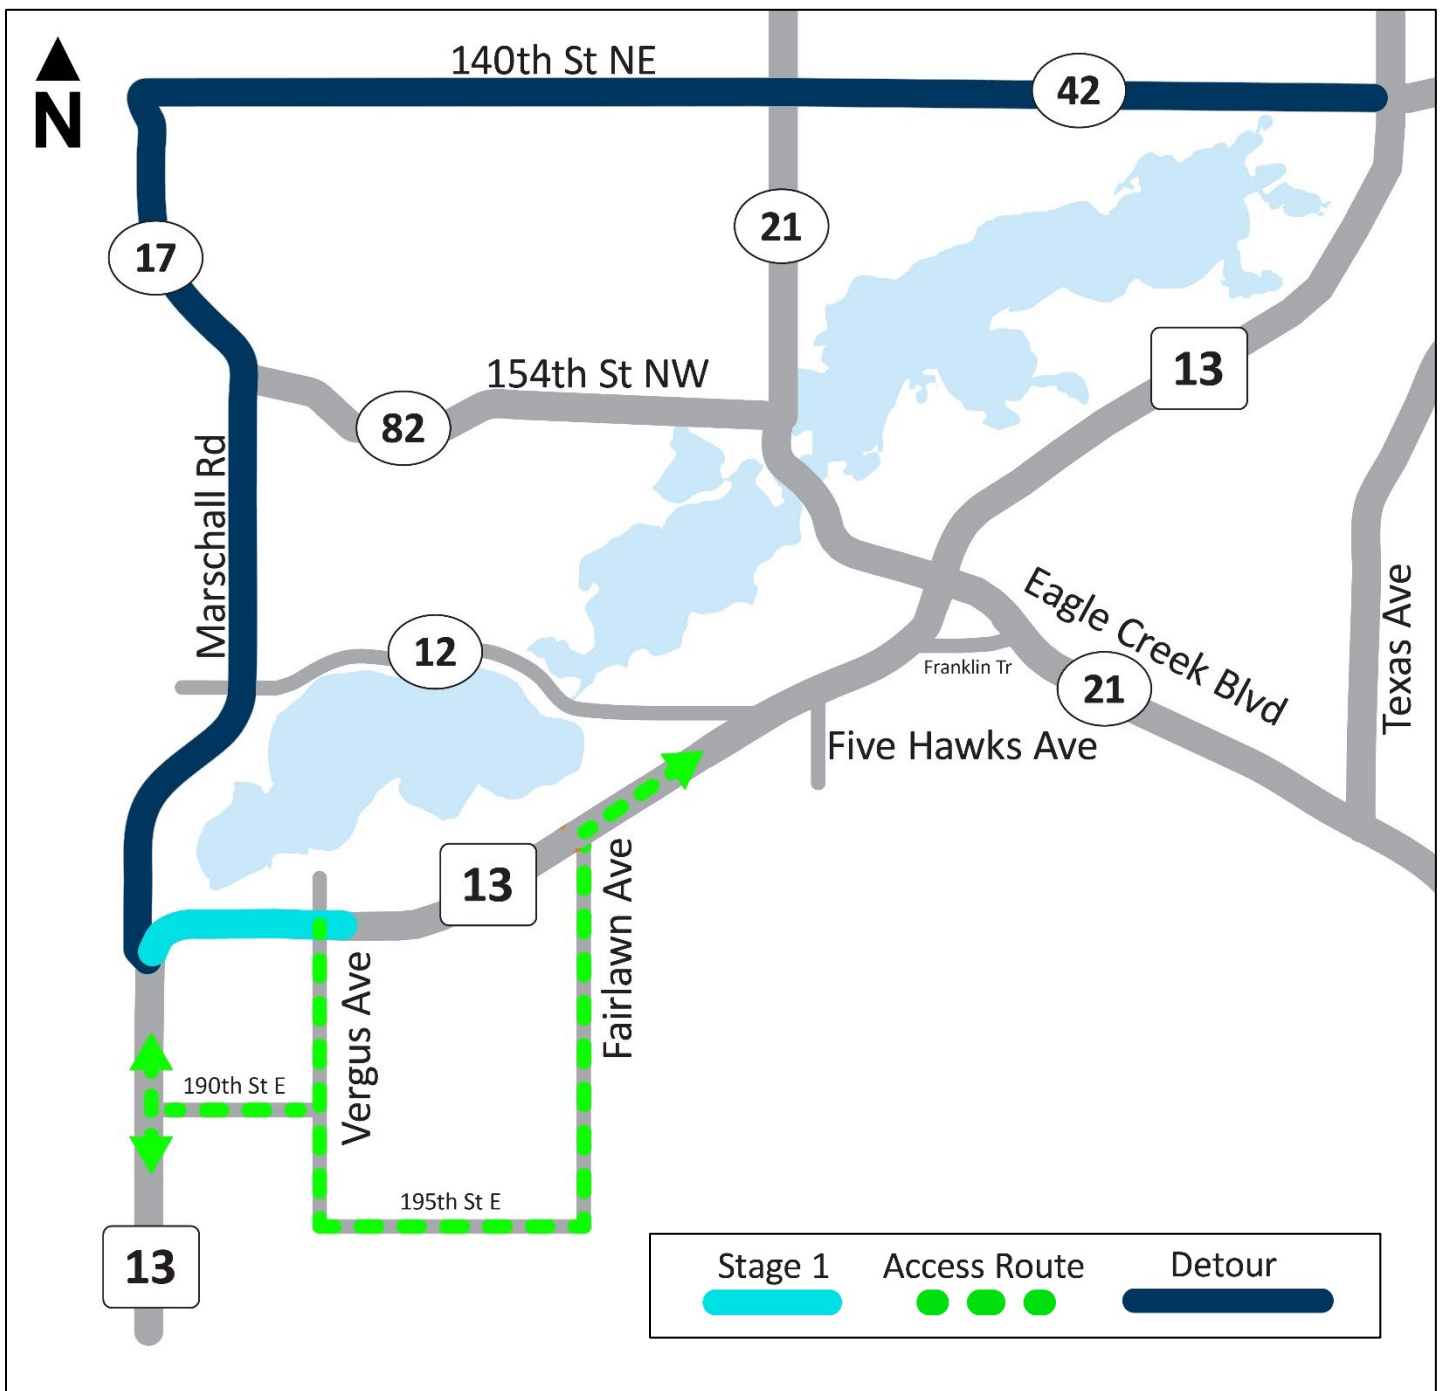 140th St NE
42
N
17
21
154th St NW
13
82
Marschall Rd
Eagle Creek Blvd
Texas Ave
12
Franklin Tr
21
Five Hawks Ave
13
Fairlawn Ave
Vergus Ave
190th St E
195th St E
13
Stage 1
Access Route
Detour